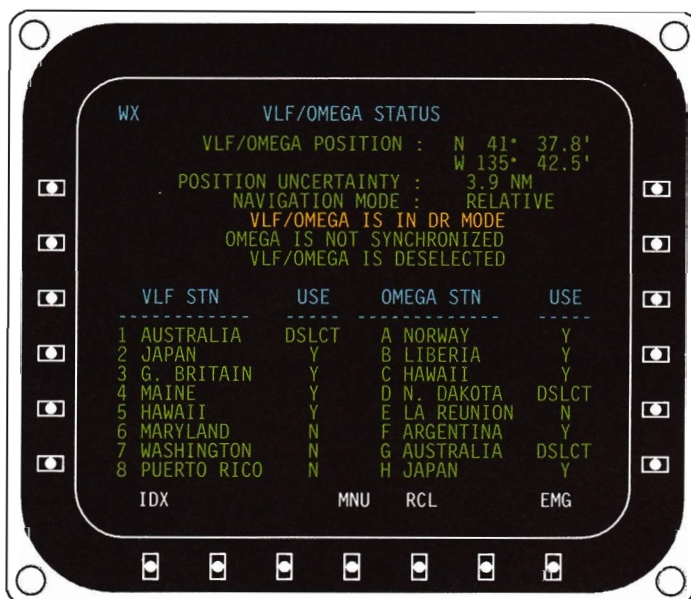 WX VLF/OMEGA STATUS
VLF/OMEGA POSITION : N 41° 37.8'
W 135° 42.5'
POSITION UNCERTAINTY : 3.9 NM
NAVIGATION MODE : RELATIVE
VLF/OMEGA IS IN DR MODE
OMEGA IS NOT SYNCHRONIZED
VLF/OMEGA IS DESELECTED
VLF STN USE OMEGA STN USE
------------ ----- ------------- -----
1 AUSTRALIA DSLCT A NORWAY Y
2 JAPAN Y B LIBERIA Y
3 G. BRITAIN Y C HAWAII Y
4 MAINE Y D N. DAKOTA DSLCT
5 HAWAII Y E LA REUNION N
6 MARYLAND N F ARGENTINA Y
7 WASHINGTON N G AUSTRALIA DSLCT
8 PUERTO RICO N H JAPAN Y
IDX MNU RCL EMG